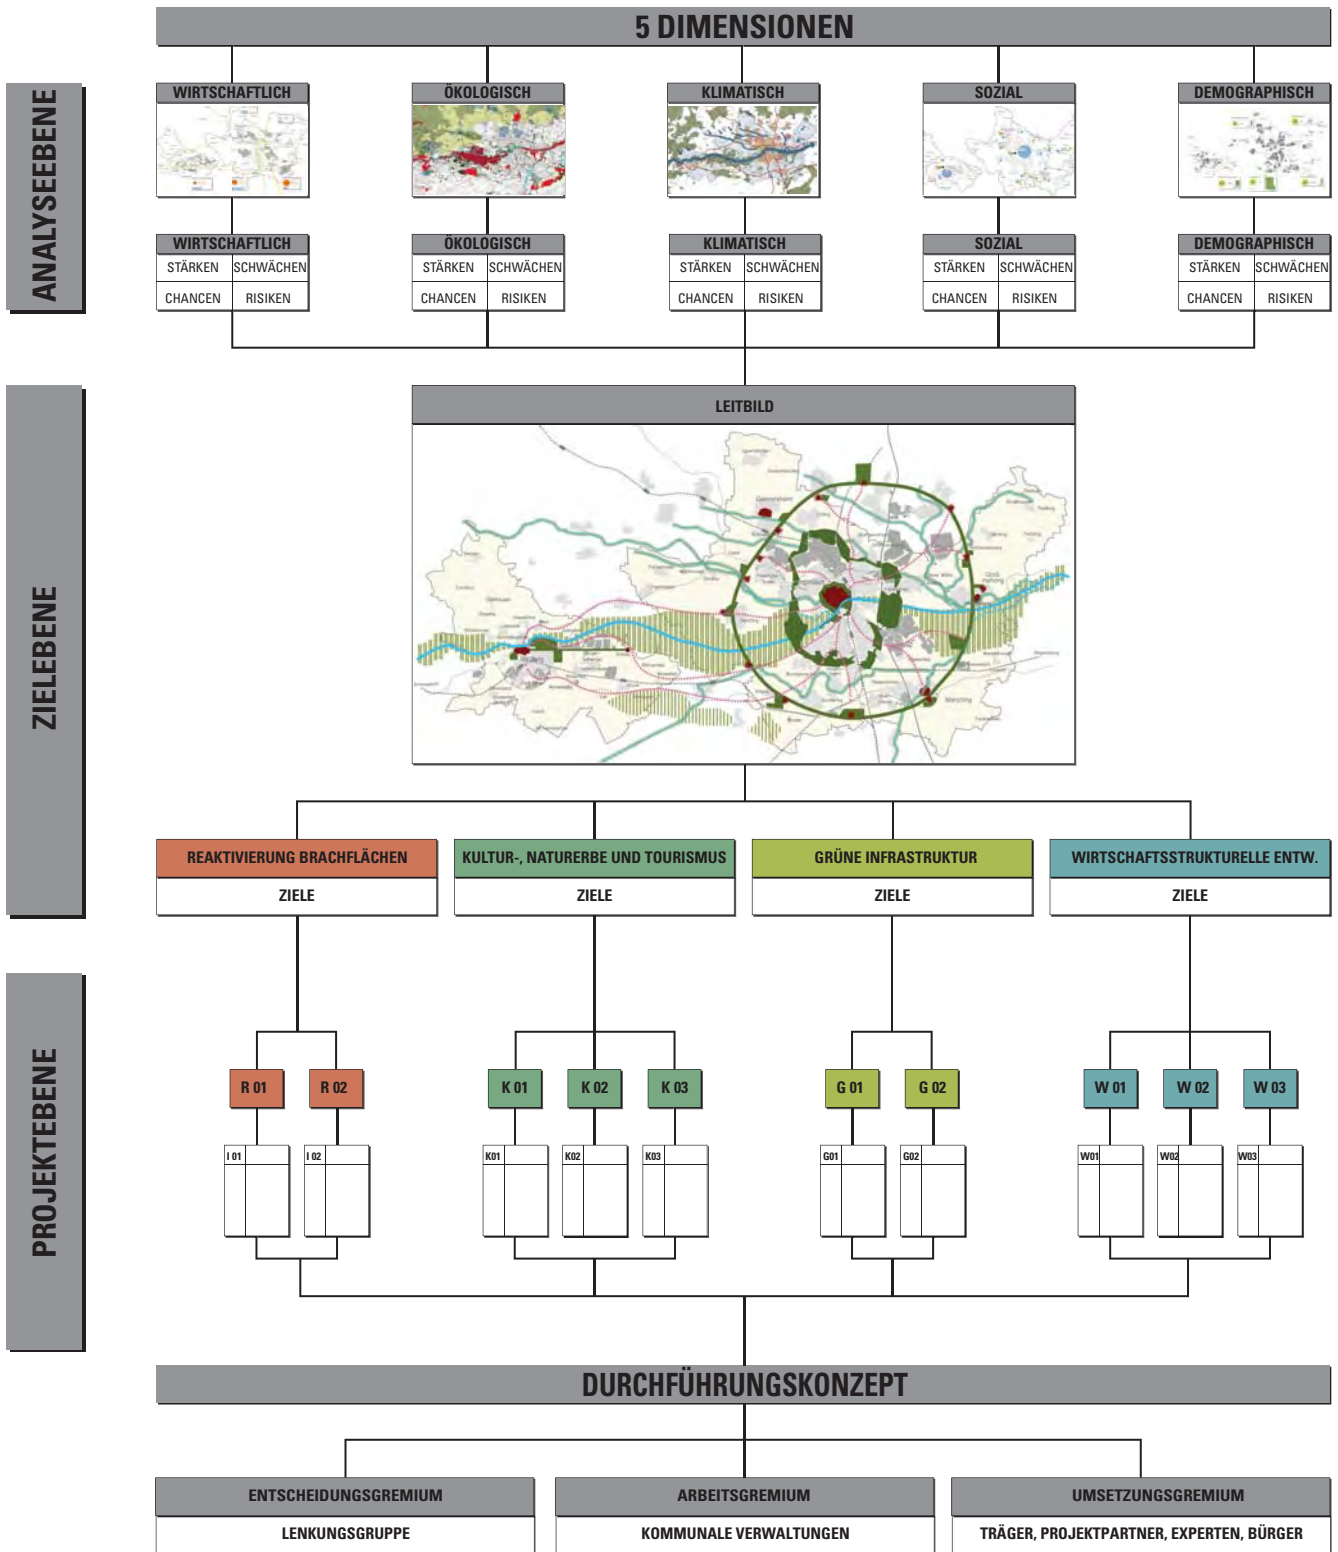 5 DIMENSIONEN
ANALYSEEBENE
WIRTSCHAFTLICH ÖKOLOGISCH KLIMATISCH SOZIAL DEMOGRAPHISCH
WIRTSCHAFTLICH ÖKOLOGISCH KLIMATISCH SOZIAL DEMOGRAPHISCH
STÄRKEN SCHWÄCHEN STÄRKEN SCHWÄCHEN STÄRKEN SCHWÄCHEN STÄRKEN SCHWÄCHEN STÄRKEN SCHWÄCHEN
CHANCEN RISIKEN CHANCEN RISIKEN CHANCEN RISIKEN CHANCEN RISIKEN CHANCEN RISIKEN
ZIELEBENE
LEITBILD
Gaimersheim
Manching
REAKTIVIERUNG BRACHFLÄCHEN KULTUR-, NATURERBE UND TOURISMUS GRÜNE INFRASTRUKTUR WIRTSCHAFTSSTRUKTURELLE ENTW.
ZIELE ZIELE ZIELE ZIELE
PROJEKTEBENE
R 01 R 02 K 01 K 02 K 03 G 01 G 02 W 01 W 02 W 03
I 01 I 02 K01 K02 K03 G01 G02 W01 W02 W03
DURCHFÜHRUNGSKONZEPT
ENTSCHEIDUNGSGREMIUM ARBEITSGREMIUM UMSETZUNGSGREMIUM
LENKUNGSGRUPPE KOMMUNALE VERWALTUNGEN TRÄGER, PROJEKTPARTNER, EXPERTEN, BÜRGER